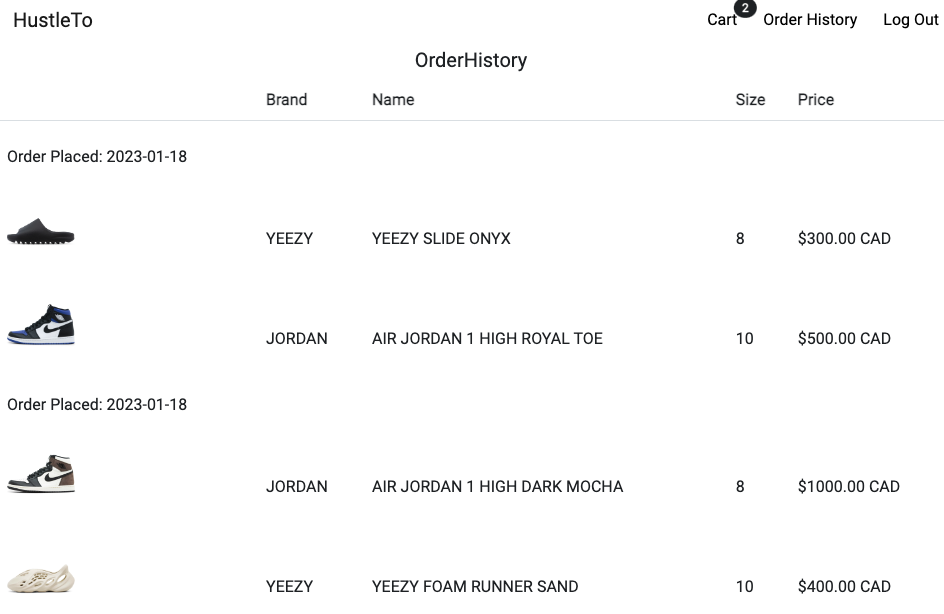 HustleTo Cart 2 Order History Log Out
OrderHistory
Brand Name Size Price
Order Placed: 2023-01-18
YEEZY YEEZY SLIDE ONYX 8 $300.00 CAD
JORDAN AIR JORDAN 1 HIGH ROYAL TOE 10 $500.00 CAD
Order Placed: 2023-01-18
JORDAN AIR JORDAN 1 HIGH DARK MOCHA 8 $1000.00 CAD
YEEZY YEEZY FOAM RUNNER SAND 10 $400.00 CAD